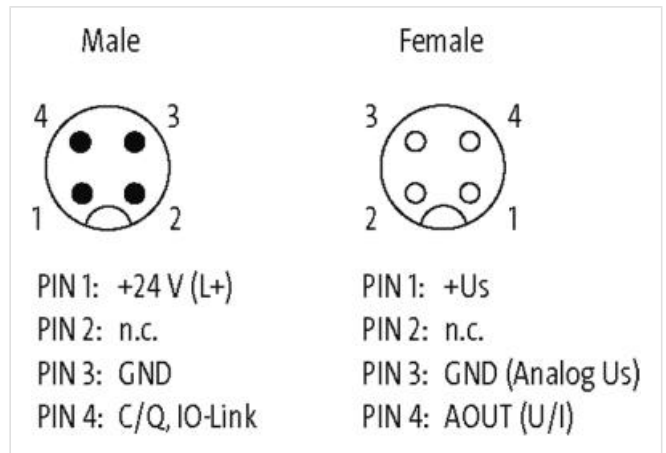 Male Female
4 3 3 4
1 2 2 1
PIN 1: +24 V (L+) PIN 1: +Us
PIN 2: n.c. PIN 2: n.c.
PIN 3: GND PIN 3: GND (Analog Us)
PIN 4: C/Q, IO-Link PIN 4: AOUT (U/I)